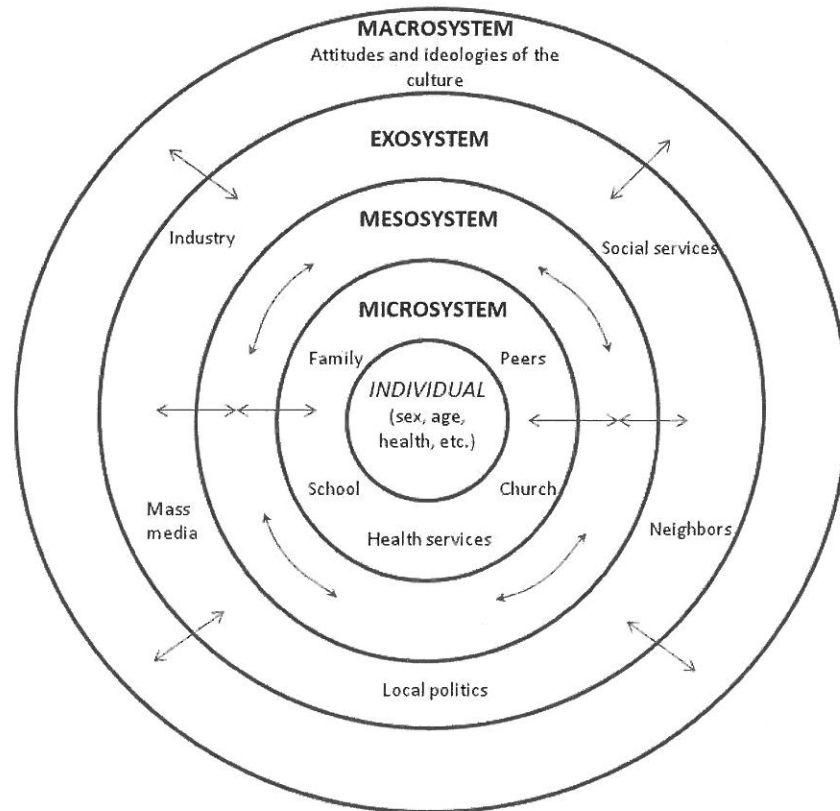 MACROSYSTEM
Attitudes and ideologies of the
culture
EXOSYSTEM
MESOSYSTEM
Industry
Social services
MICROSYSTEM
Family
Peers
INDIVIDUAL
(sex, age,
health, etc.)
School
Church
Mass
media
Health services
Neighbors
Local politics